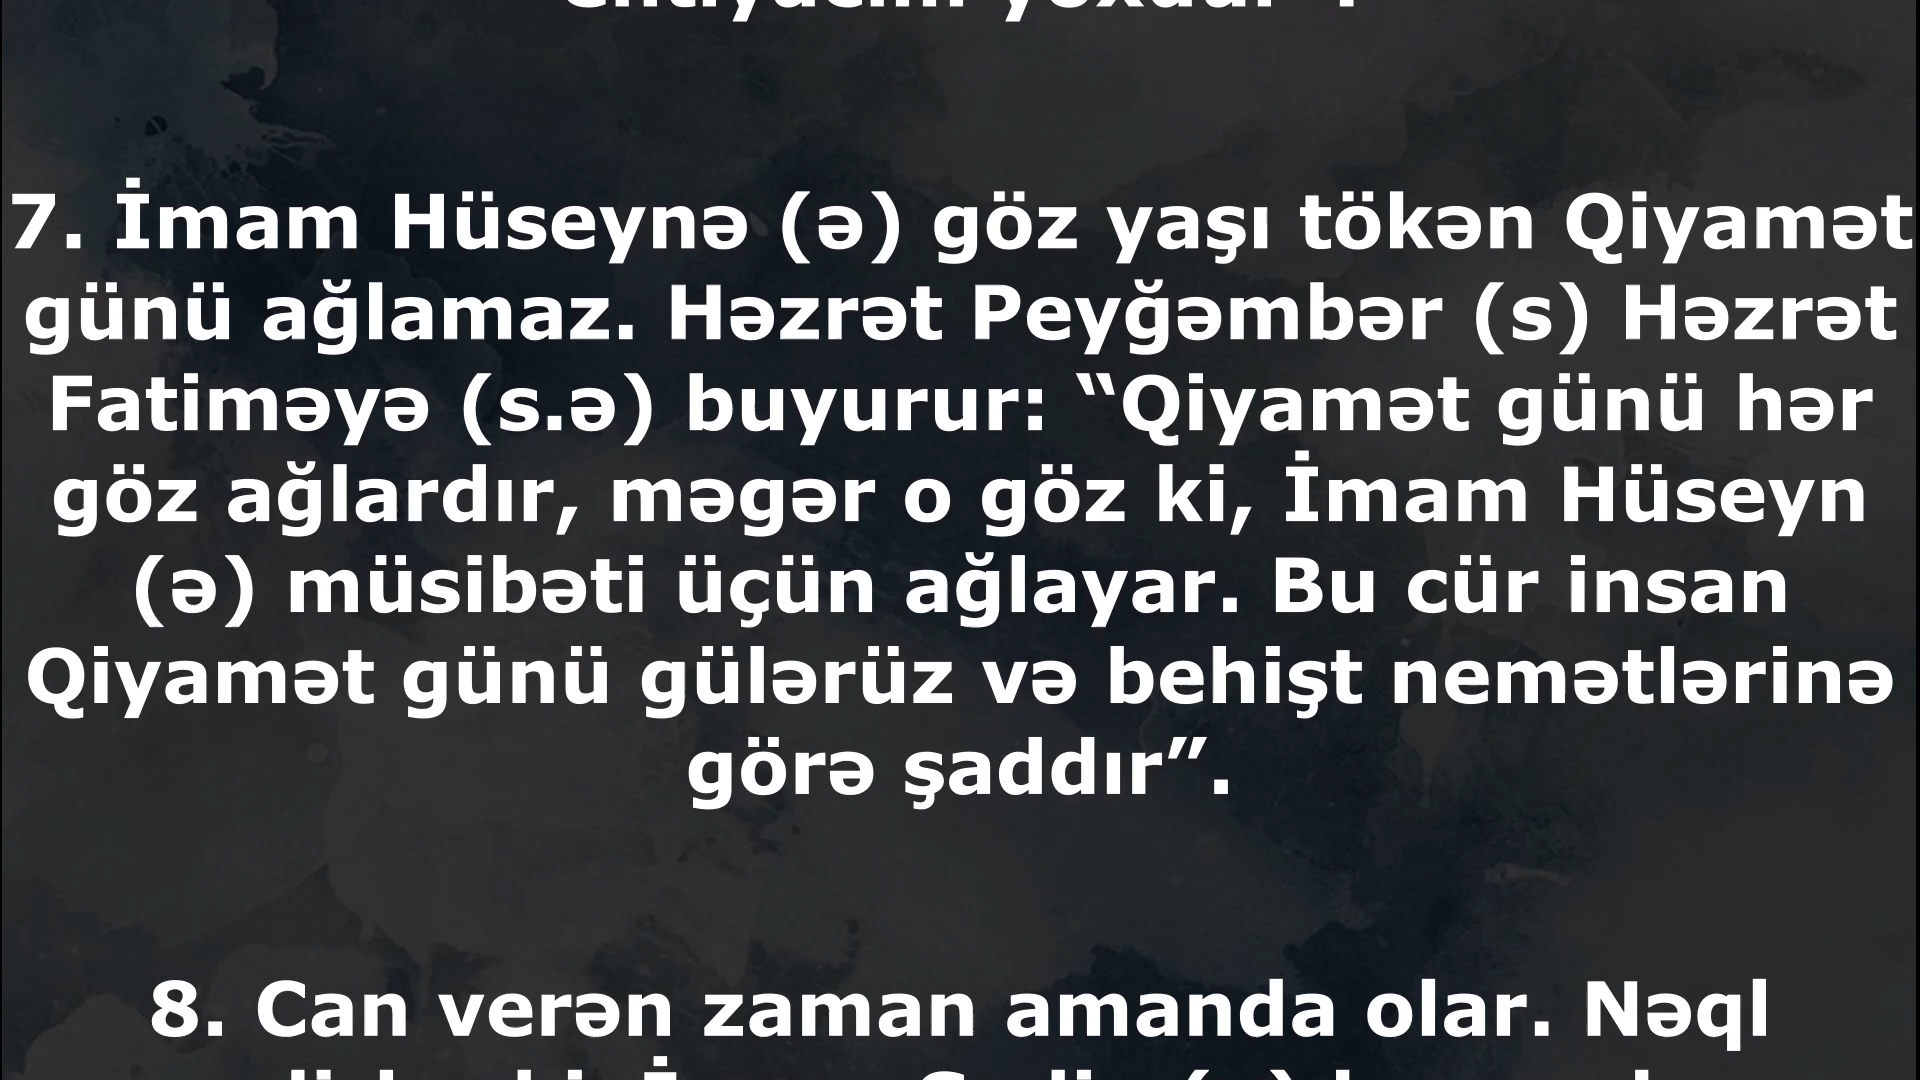 7. İmam Hüseynə (ə) göz yaşı tökən Qiyamət
günü ağlamaz. Həzrət Peyğəmbər (s) Həzrət
Fatiməyə (s.ə) buyurur: “Qiyamət günü hər
göz ağlardır, məgər o göz ki, İmam Hüseyn
(ə) müsibəti üçün ağlayar. Bu cür insan
Qiyamət günü gülərüz və behişt nemətlərinə
görə şaddır”.
8. Can verən zaman amanda olar. Nəql